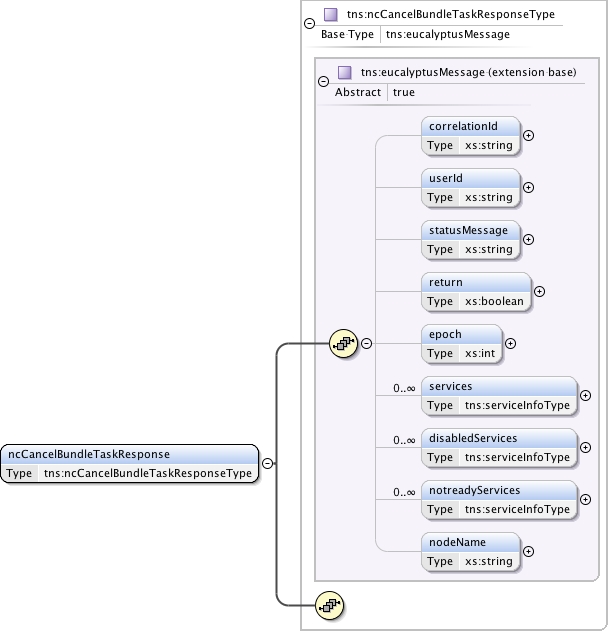 tns:ncCancelBundleTaskResponseType
Base Type tns:eucalyptusMessage
tns:eucalyptusMessage (extension base)
Abstract true
correlationId
Type xs:string
userId
Type xs:string
statusMessage
Type xs:string
return
Type xs:boolean
epoch
Type xs:int
0..∞ services
Type tns:serviceInfoType
0..∞ disabledServices
Type tns:serviceInfoType
0..∞ notreadyServices
Type tns:serviceInfoType
nodeName
Type xs:string
ncCancelBundleTaskResponse
Type tns:ncCancelBundleTaskResponseType